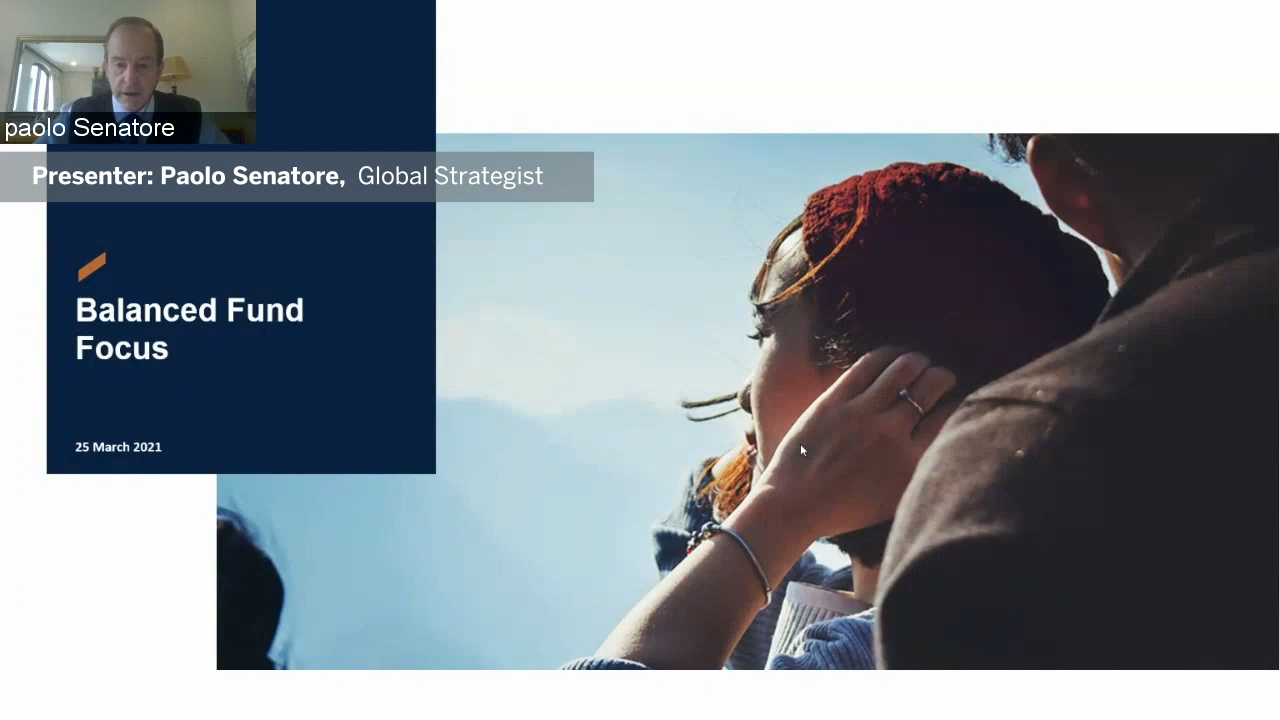 paolo Senatore
Presenter: Paolo Senatore, Global Strategist
Balanced Fund
Focus
25 March 2021